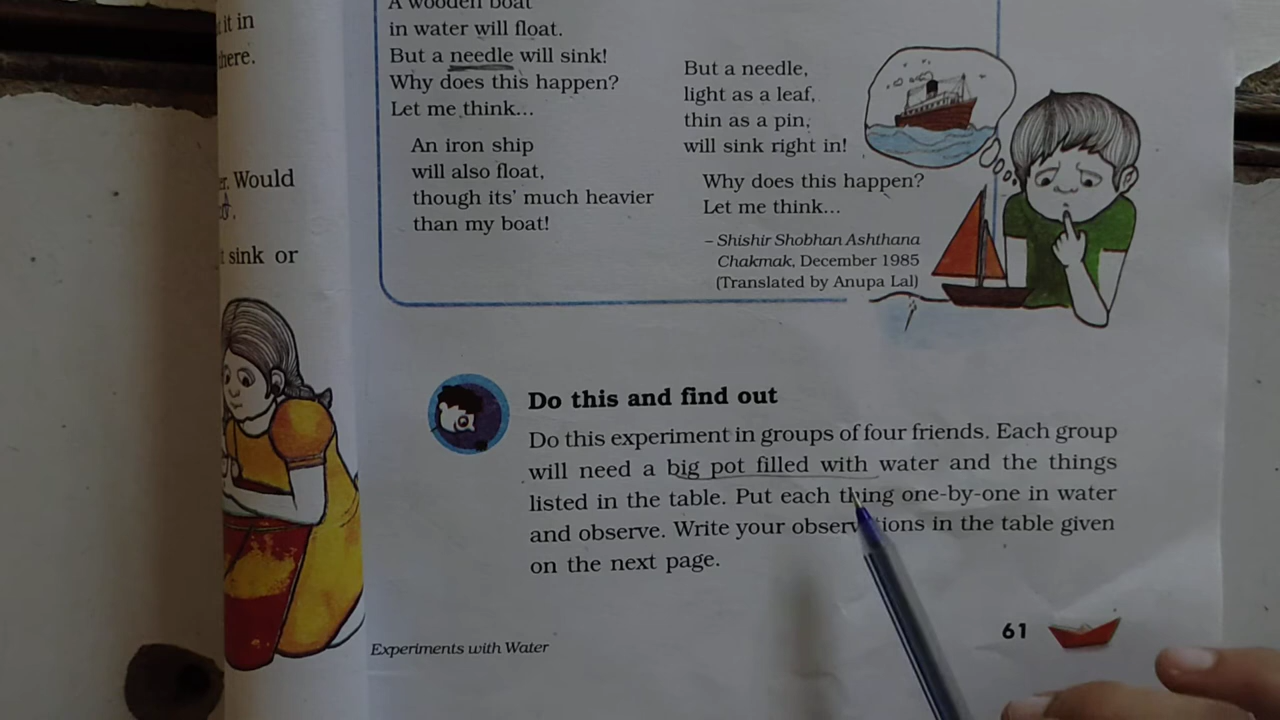 it in
here.
r. Would
t sink or
A wooden boat
in water will float.
But a needle will sink!
Why does this happen?
Let me think...
An iron ship
will also float,
though its' much heavier
than my boat!
But a needle,
light as a leaf,
thin as a pin,
will sink right in!
Why does this happen?
Let me think...
– Shishir Shobhan Ashthana
Chakmak, December 1985
(Translated by Anupa Lal)
Do this and find out
Do this experiment in groups of four friends. Each group
will need a big pot filled with water and the things
listed in the table. Put each thing one-by-one in water
and observe. Write your observations in the table given
on the next page.
Experiments with Water
61